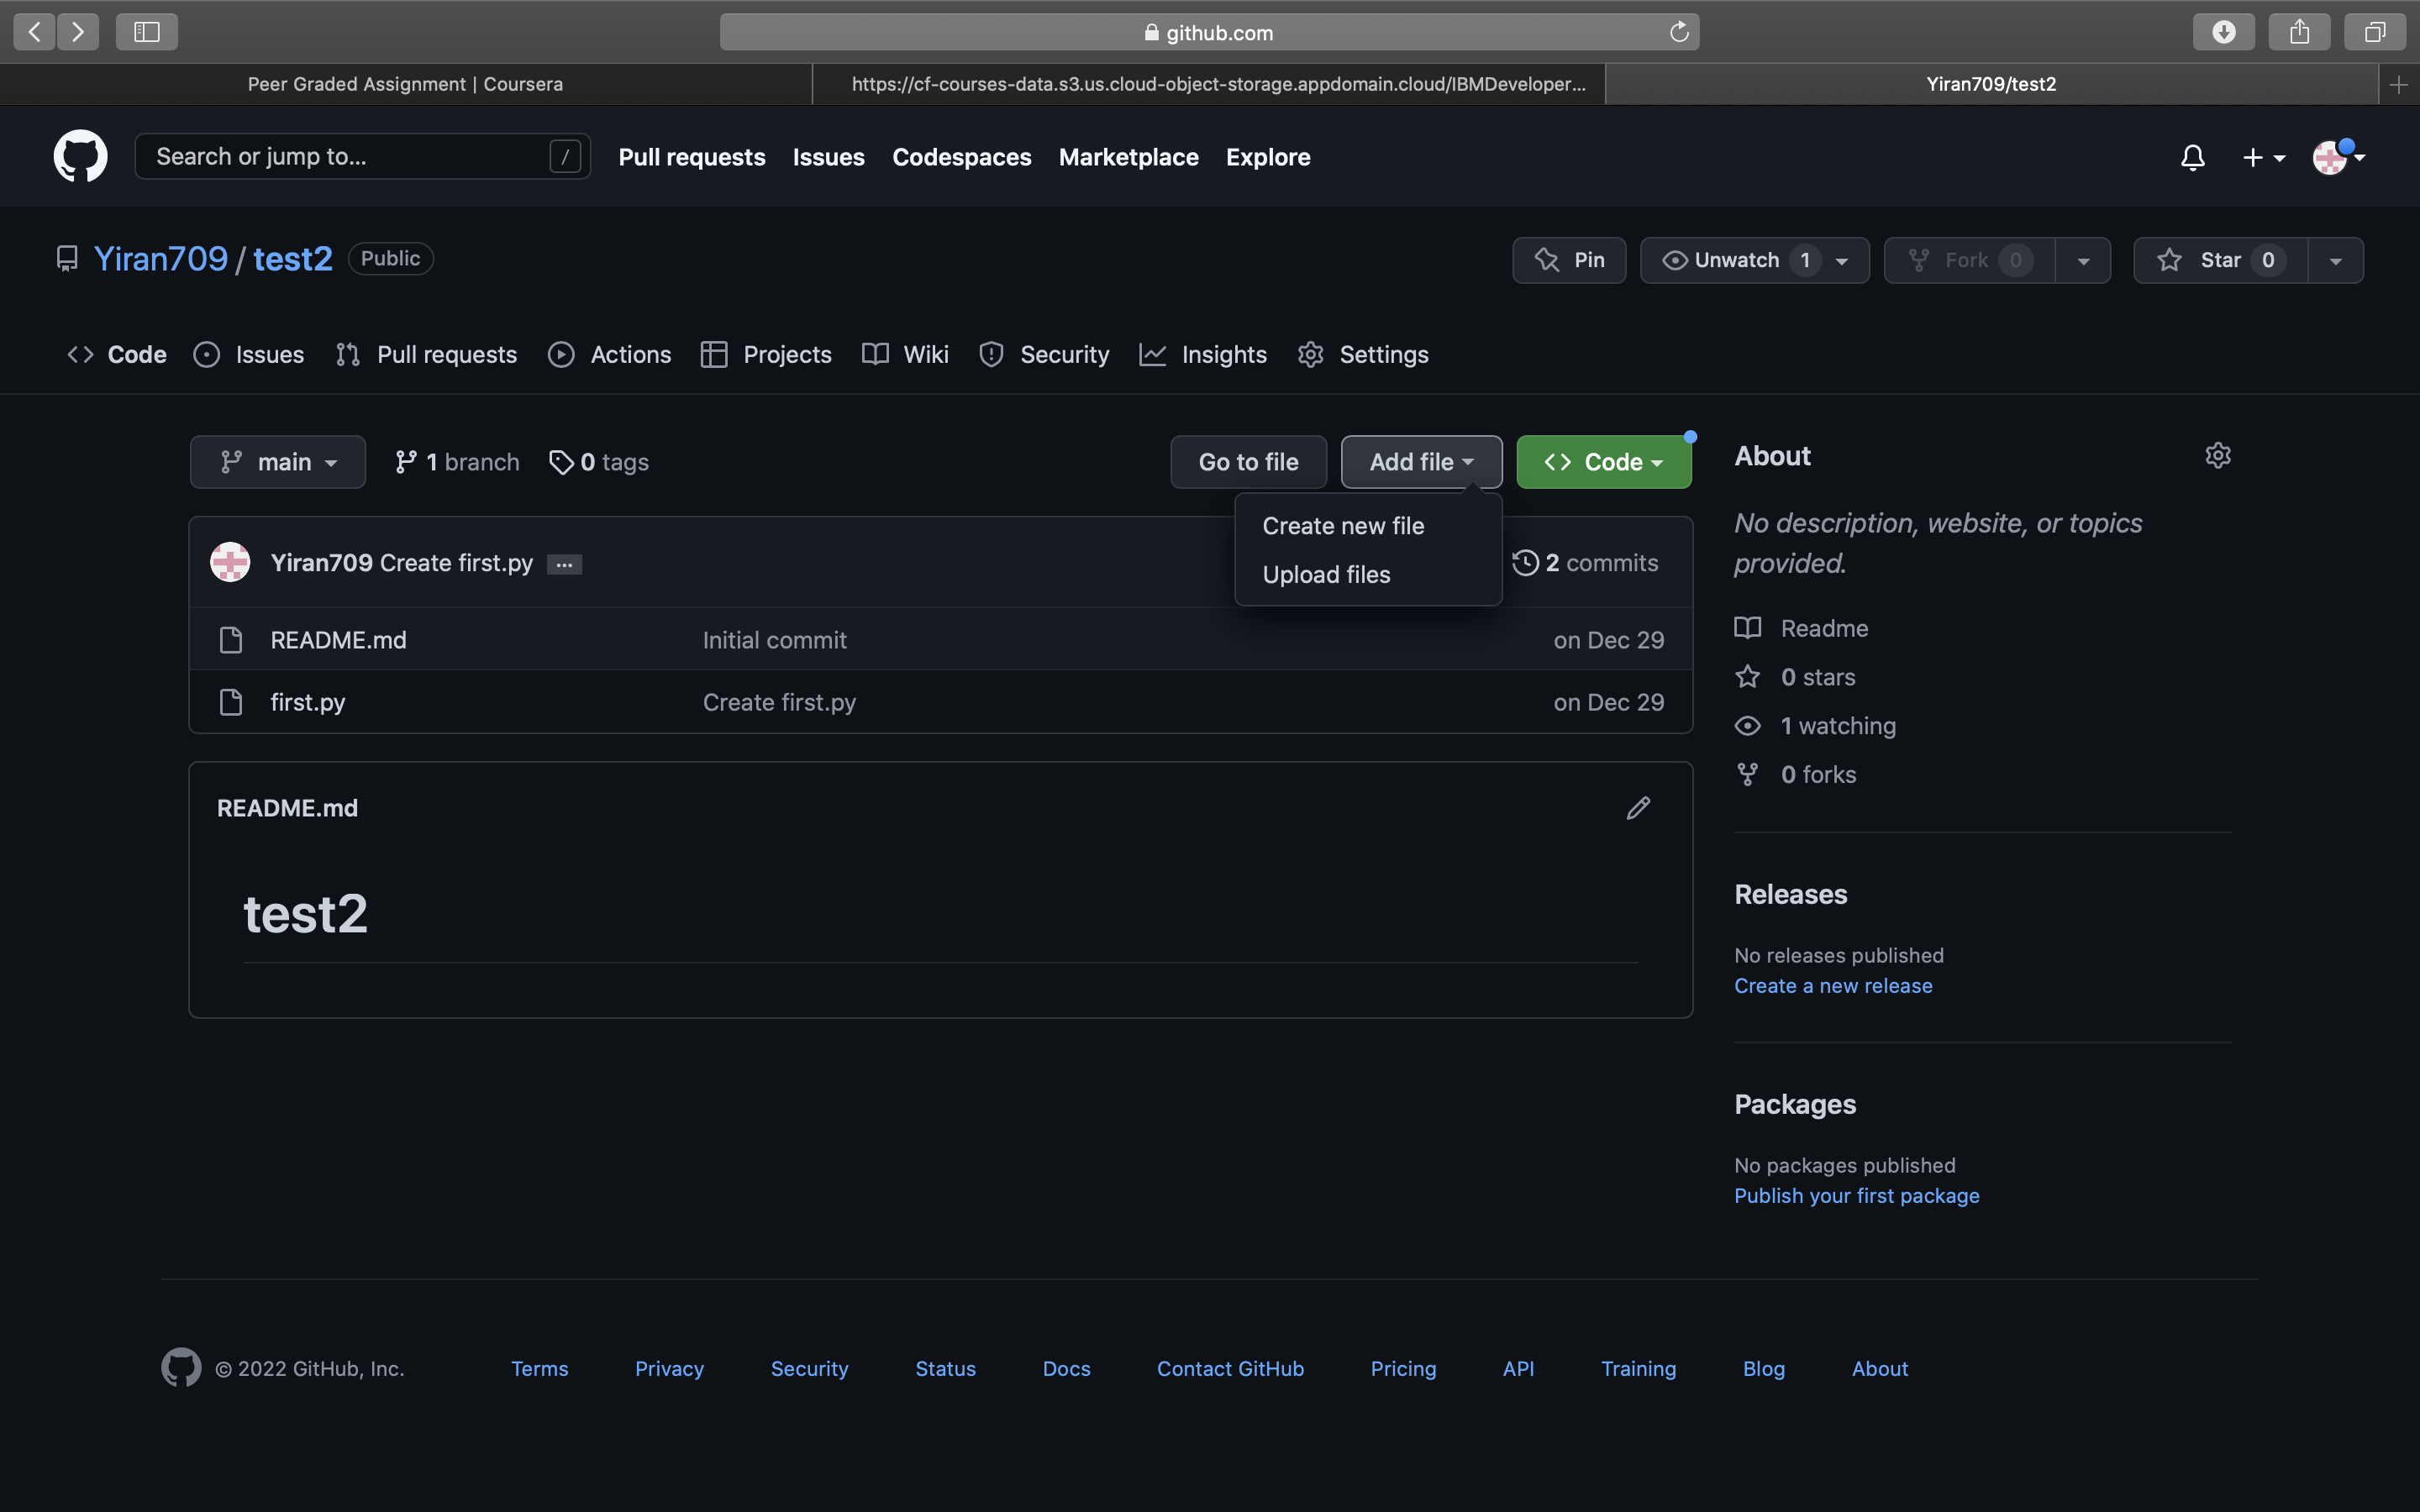 github.com
Peer Graded Assignment | Coursera
https://cf-courses-data.s3.us.cloud-object-storage.appdomain.cloud/IBMDeveloper...
Yiran709/test2
Search or jump to...
/
Pull requests
Issues
Codespaces
Marketplace
Explore
Yiran709 / test2
Public
Pin
Unwatch 1
Fork 0
Star 0
Code
Issues
Pull requests
Actions
Projects
Wiki
Security
Insights
Settings
main
1 branch
0 tags
Go to file
Add file
Code
Create new file
Upload files
Yiran709 Create first.py ...
2 commits
README.md
Initial commit
on Dec 29
first.py
Create first.py
on Dec 29
README.md
test2
About
No description, website, or topics
provided.
Readme
0 stars
1 watching
0 forks
Releases
No releases published
Create a new release
Packages
No packages published
Publish your first package
© 2022 GitHub, Inc.
Terms
Privacy
Security
Status
Docs
Contact GitHub
Pricing
API
Training
Blog
About